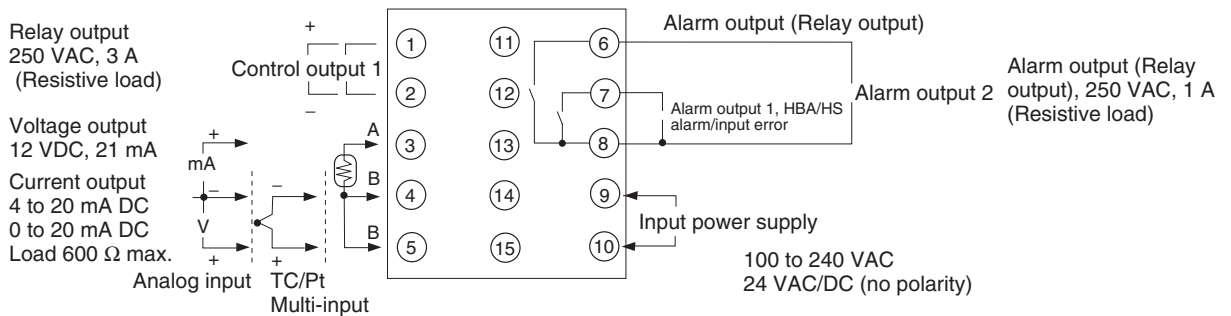 Relay output
250 VAC, 3 A
(Resistive load)
Voltage output
12 VDC, 21 mA
Current output
4 to 20 mA DC
0 to 20 mA DC
Load 600 Ω max.
+
Control output 1
−
+
mA
−
V
+
Analog input
−
+
TC/Pt
Multi-input
A
B
B
1
2
3
4
5
11
12
13
14
15
6
7
8
9
10
Alarm output (Relay output)
Alarm output 1, HBA/HS
alarm/input error
Alarm output 2
Alarm output (Relay
output), 250 VAC, 1 A
(Resistive load)
Input power supply
100 to 240 VAC
24 VAC/DC (no polarity)